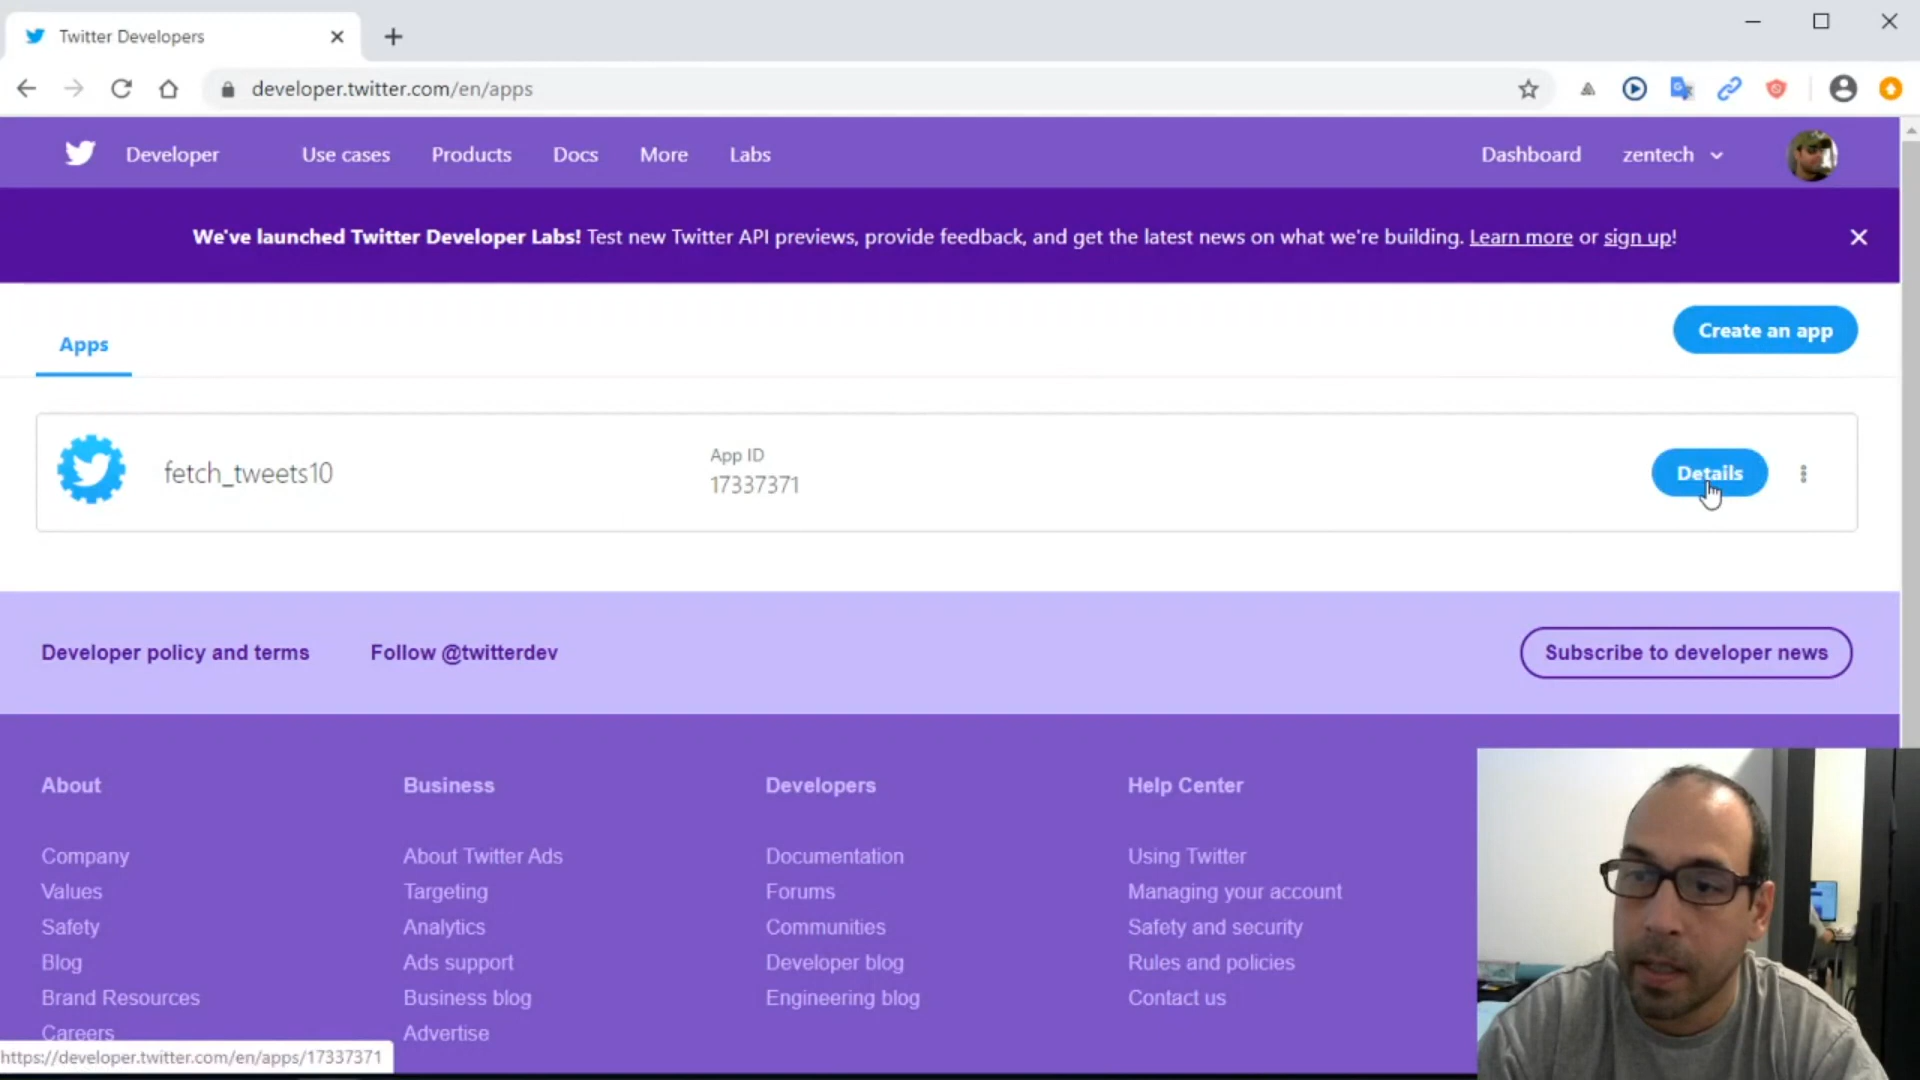 Twitter Developers
developer.twitter.com/en/apps
Developer Use cases Products Docs More Labs Dashboard zentech
We've launched Twitter Developer Labs! Test new Twitter API previews, provide feedback, and get the latest news on what we're building. Learn more or sign up!
Create an app
Apps
App ID
fetch_tweets10
17337371
Details
Developer policy and terms Follow @twitterdev Subscribe to developer news
About
Company
Values
Safety
Blog
Brand Resources
Careers
Business
About Twitter Ads
Targeting
Analytics
Ads support
Business blog
Advertise
Developers
Documentation
Forums
Communities
Developer blog
Engineering blog
Help Center
Using Twitter
Managing your account
Safety and security
Rules and policies
Contact us
https://developer.twitter.com/en/apps/17337371